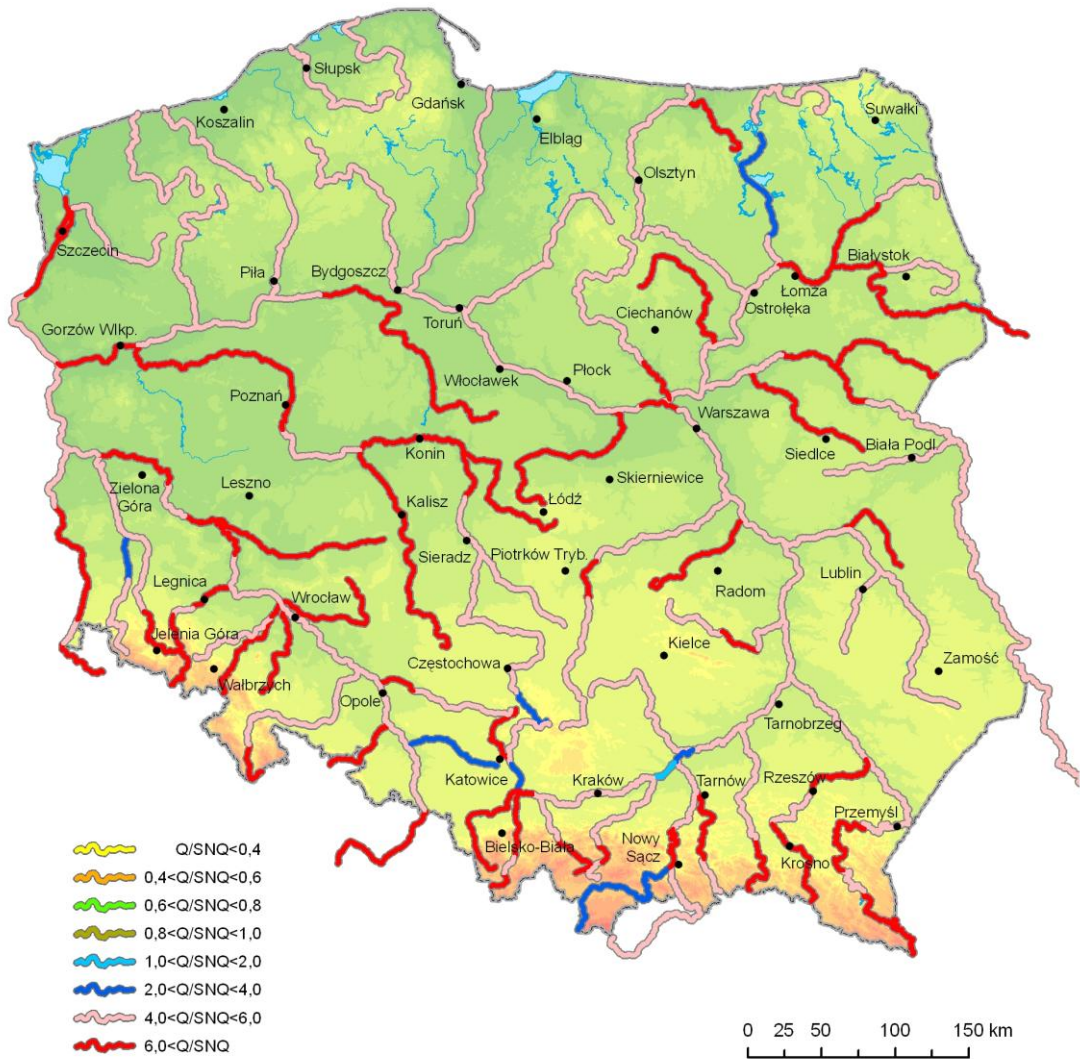 Słupsk
Gdańsk
Koszalin
Elbląg
Suwałki
Olsztyn
Szczecin
Piła
Bydgoszcz
Białystok
Łomża
Toruń
Ciechanów
Ostrołęka
Gorzów Wlkp.
Włocławek
Płock
Poznań
Warszawa
Konin
Siedlce
Biała Podl.
Zielona
Góra
Leszno
Skierniewice
Łódź
Kalisz
Sieradz
Piotrków Tryb.
Legnica
Wrocław
Radom
Lublin
Jelenia Góra
Wałbrzych
Częstochowa
Kielce
Zamość
Opole
Tarnobrzeg
Katowice
Kraków
Tarnów
Rzeszów
Przemyśl
Bielsko-Biała
Nowy
Sącz
Krosno
Q/SNQ<0,4
0,4<Q/SNQ<0,6
0,6<Q/SNQ<0,8
0,8<Q/SNQ<1,0
1,0<Q/SNQ<2,0
2,0<Q/SNQ<4,0
4,0<Q/SNQ<6,0
6,0<Q/SNQ
0 25 50 100 150 km